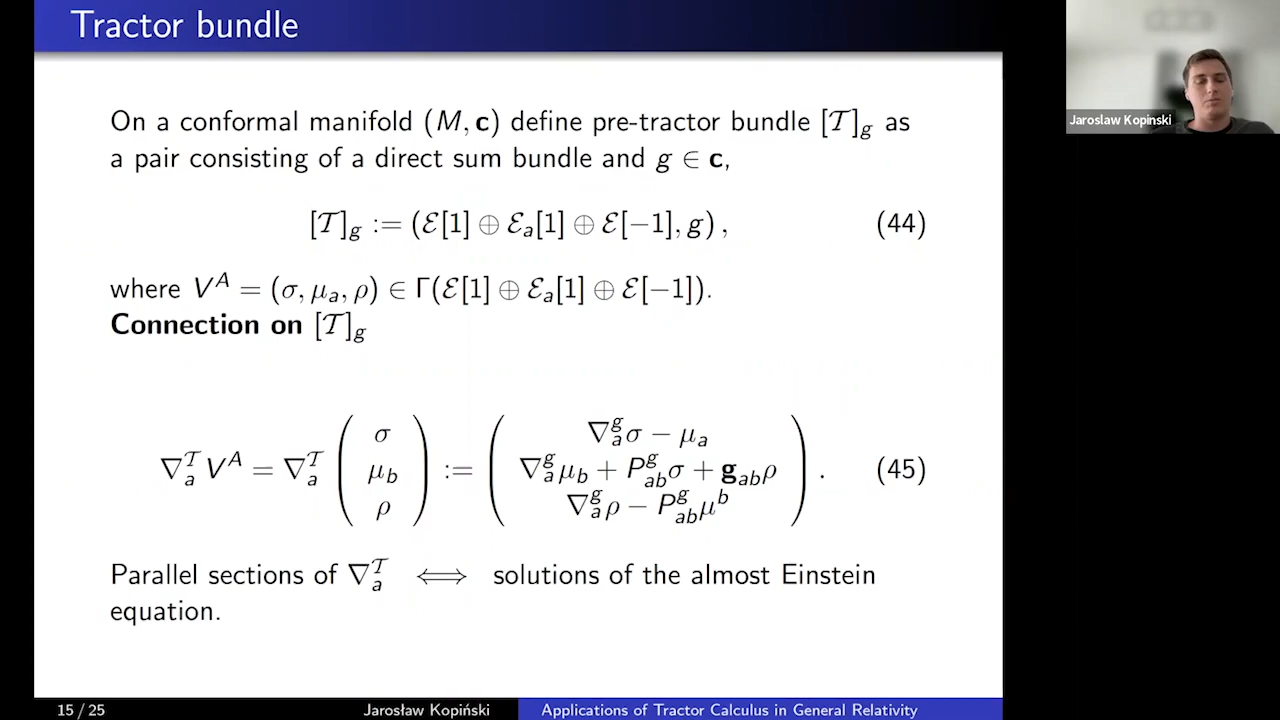 Tractor bundle
Jaroslaw Kopinski
On a conformal manifold (M, c) define pre-tractor bundle [𝒯]_g as
a pair consisting of a direct sum bundle and g ∈ c,
[𝒯]_g := (ℰ[1] ⊕ ℰ_a[1] ⊕ ℰ[−1], g) , (44)
where V^A = (σ, μ_a, ρ) ∈ Γ(ℰ[1] ⊕ ℰ_a[1] ⊕ ℰ[−1]).
Connection on [𝒯]_g
∇_a^𝒯 V^A = ∇_a^𝒯 ( σ μ_b ρ ) := ( ∇_a^g σ − μ_a
∇_a^g μ_b + P_ab^g σ + g_ab ρ
∇_a^g ρ − P_ab^g μ^b ) . (45)
Parallel sections of ∇_a^𝒯 ⟺ solutions of the almost Einstein
equation.
15 / 25 Jarosław Kopiński Applications of Tractor Calculus in General Relativity